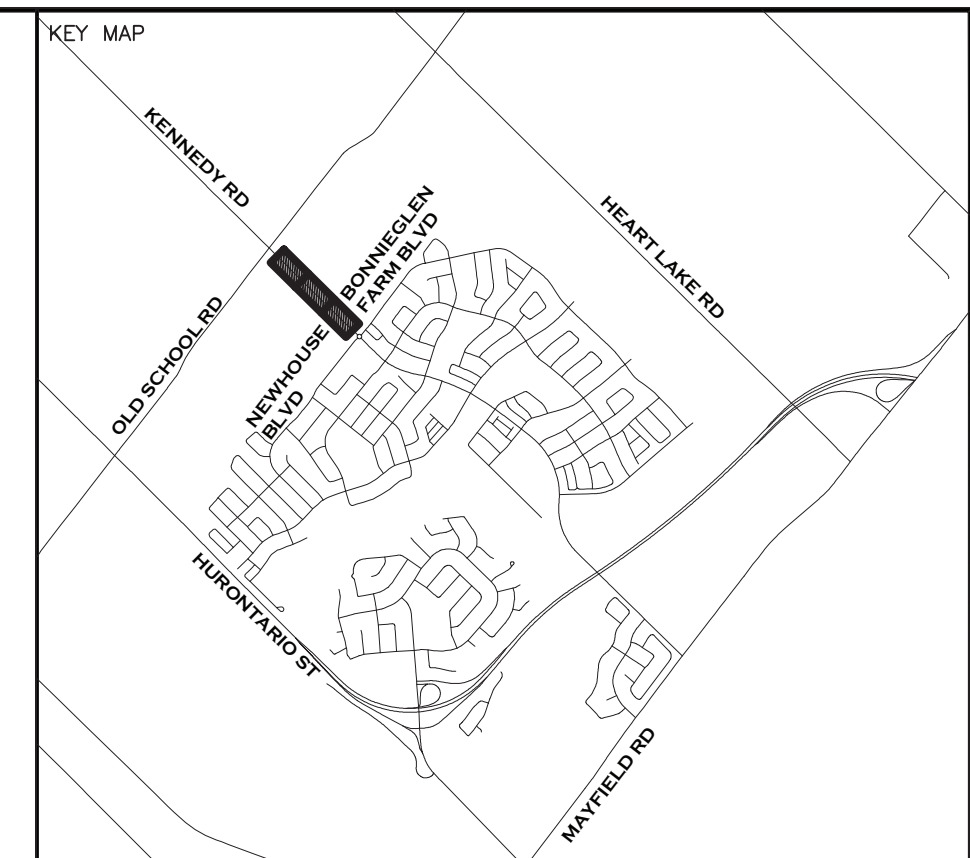 KEY MAP
KENNEDY RD
BONNIEGLEN
FARM BLVD
HEART LAKE RD
OLD SCHOOL RD
NEWHOUSE
BLVD
HURONTARIO ST
MAYFIELD RD